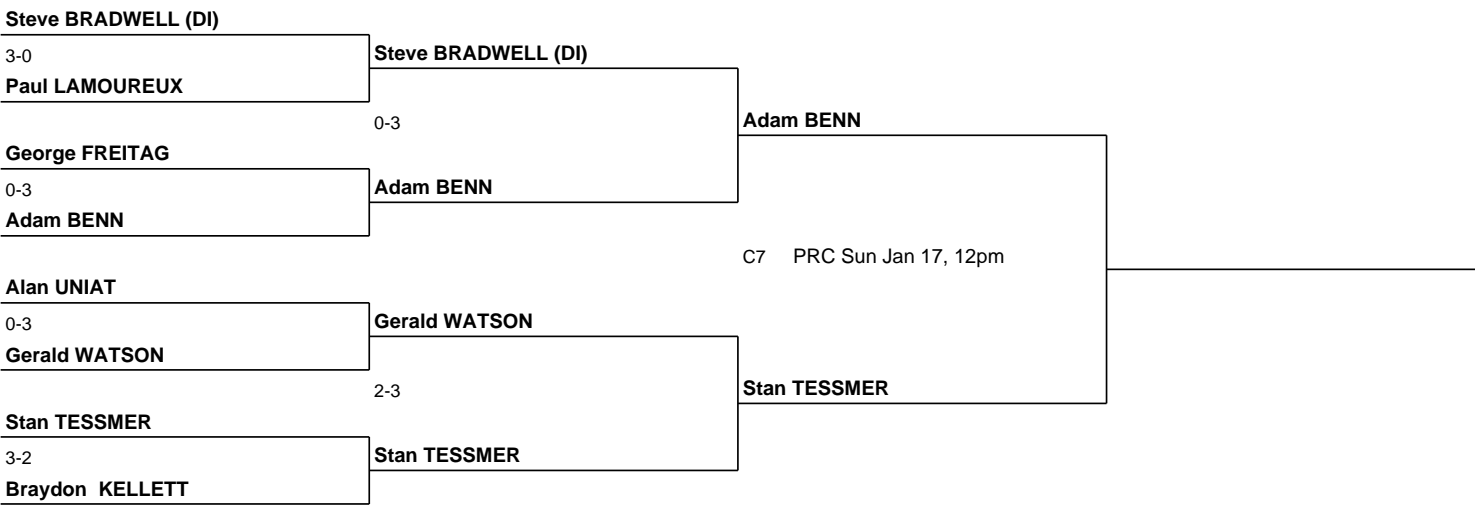 Steve BRADWELL (DI)
3-0
Steve BRADWELL (DI)
Paul LAMOUREUX
0-3
Adam BENN
George FREITAG
0-3
Adam BENN
Adam BENN
C7 PRC Sun Jan 17, 12pm
Alan UNIAT
0-3
Gerald WATSON
Gerald WATSON
2-3
Stan TESSMER
Stan TESSMER
3-2
Stan TESSMER
Braydon KELLETT